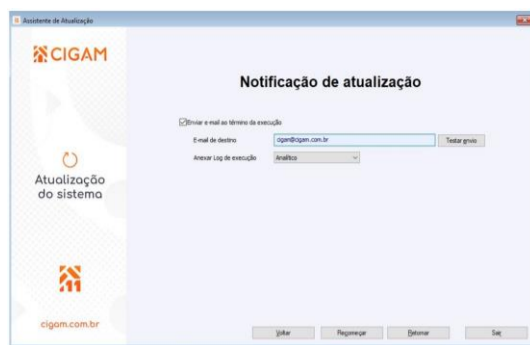 Assistente de Atualização
CIGAM
Notificação de atualização
Enviar e-mail ao término da execução
E-mail de destino
cigam@cigam.com.br
Testar envio
Anexar Log de execução
Analítico
Atualização
do sistema
11
cigam.com.br
Voltar
Recomeçar
Retomar
Sair